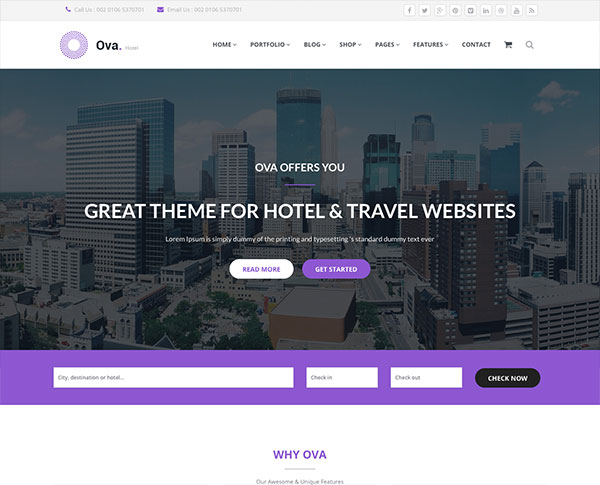 Call Us : 002 0106 5370701 Email Us : 002 0106 5370701
Ova. Hotel
HOME PORTFOLIO BLOG SHOP PAGES FEATURES CONTACT
OVA OFFERS YOU
GREAT THEME FOR HOTEL & TRAVEL WEBSITES
Lorem Ipsum is simply dummy of the printing and typesetting 's standard dummy text ever
READ MORE GET STARTED
City, destination or hotel... Check in Check out CHECK NOW
WHY OVA
Our Awesome & Unique Features